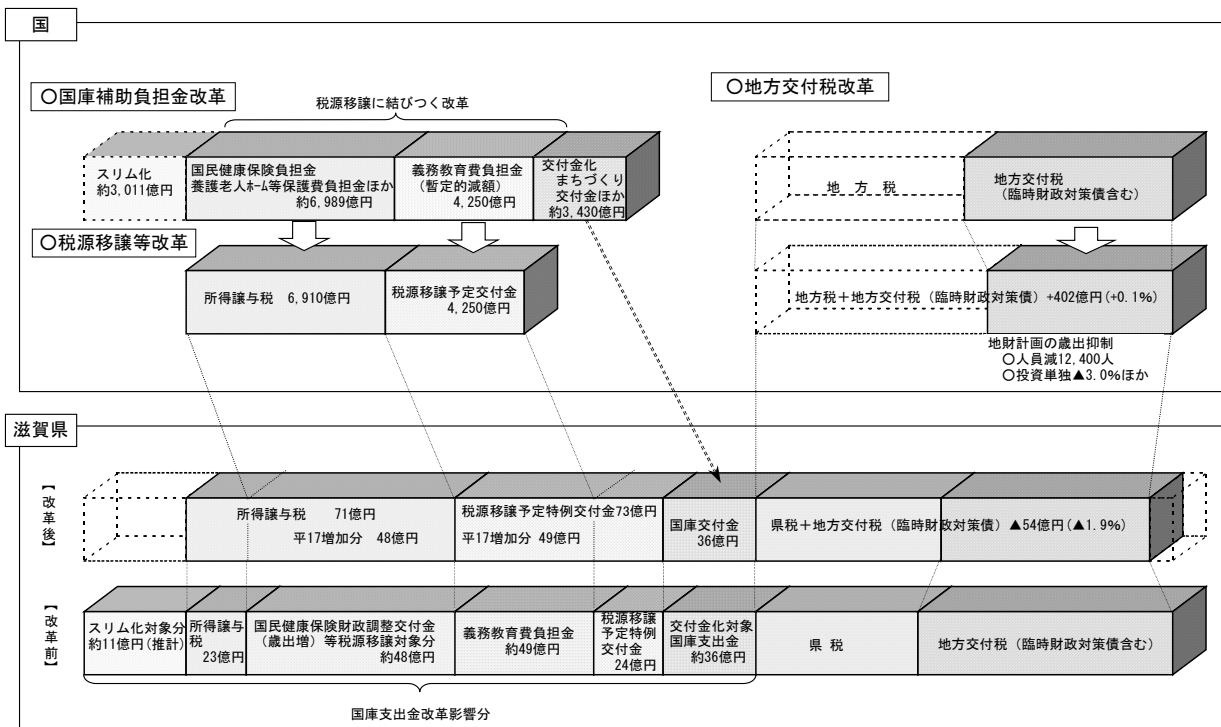 国
〇国庫補助負担金改革
税源移譲に結びつく改革
〇地方交付税改革
スリム化
約3,011億円
国民健康保険負担金
養護老人ホーム等保護費負担金ほか
約6,989億円
義務教育費負担金
(暫定的減額)
4,250億円
交付金化
まちづくり
交付金ほか
約3,430億円
地 方 税
地方交付税
(臨時財政対策債含む)
〇税源移譲等改革
所得譲与税 6,910億円
税源移譲予定交付金
4,250億円
地方税+地方交付税(臨時財政対策債)+402億円(+0.1%)
地財計画の歳出抑制
〇人員減12,400人
〇投資単独▲3.0%ほか
滋賀県
【改革後】
所得譲与税 71億円
平17増加分 48億円
税源移譲予定特例交付金73億円
平17増加分 49億円
国庫交付金
36億円
県税+地方交付税(臨時財政対策債)▲54億円(▲1.9%)
【改革前】
スリム化対象分
約11億円(推計)
所得譲与
税
23億円
国民健康保険財政調整交付金
(歳出増)等税源移譲対象分
約48億円
義務教育費負担金
約49億円
税源移譲
予定特例
交付金
24億円
交付金化対象
国庫支出金
約36億円
県 税
地方交付税(臨時財政対策債含む)
国庫支出金改革影響分